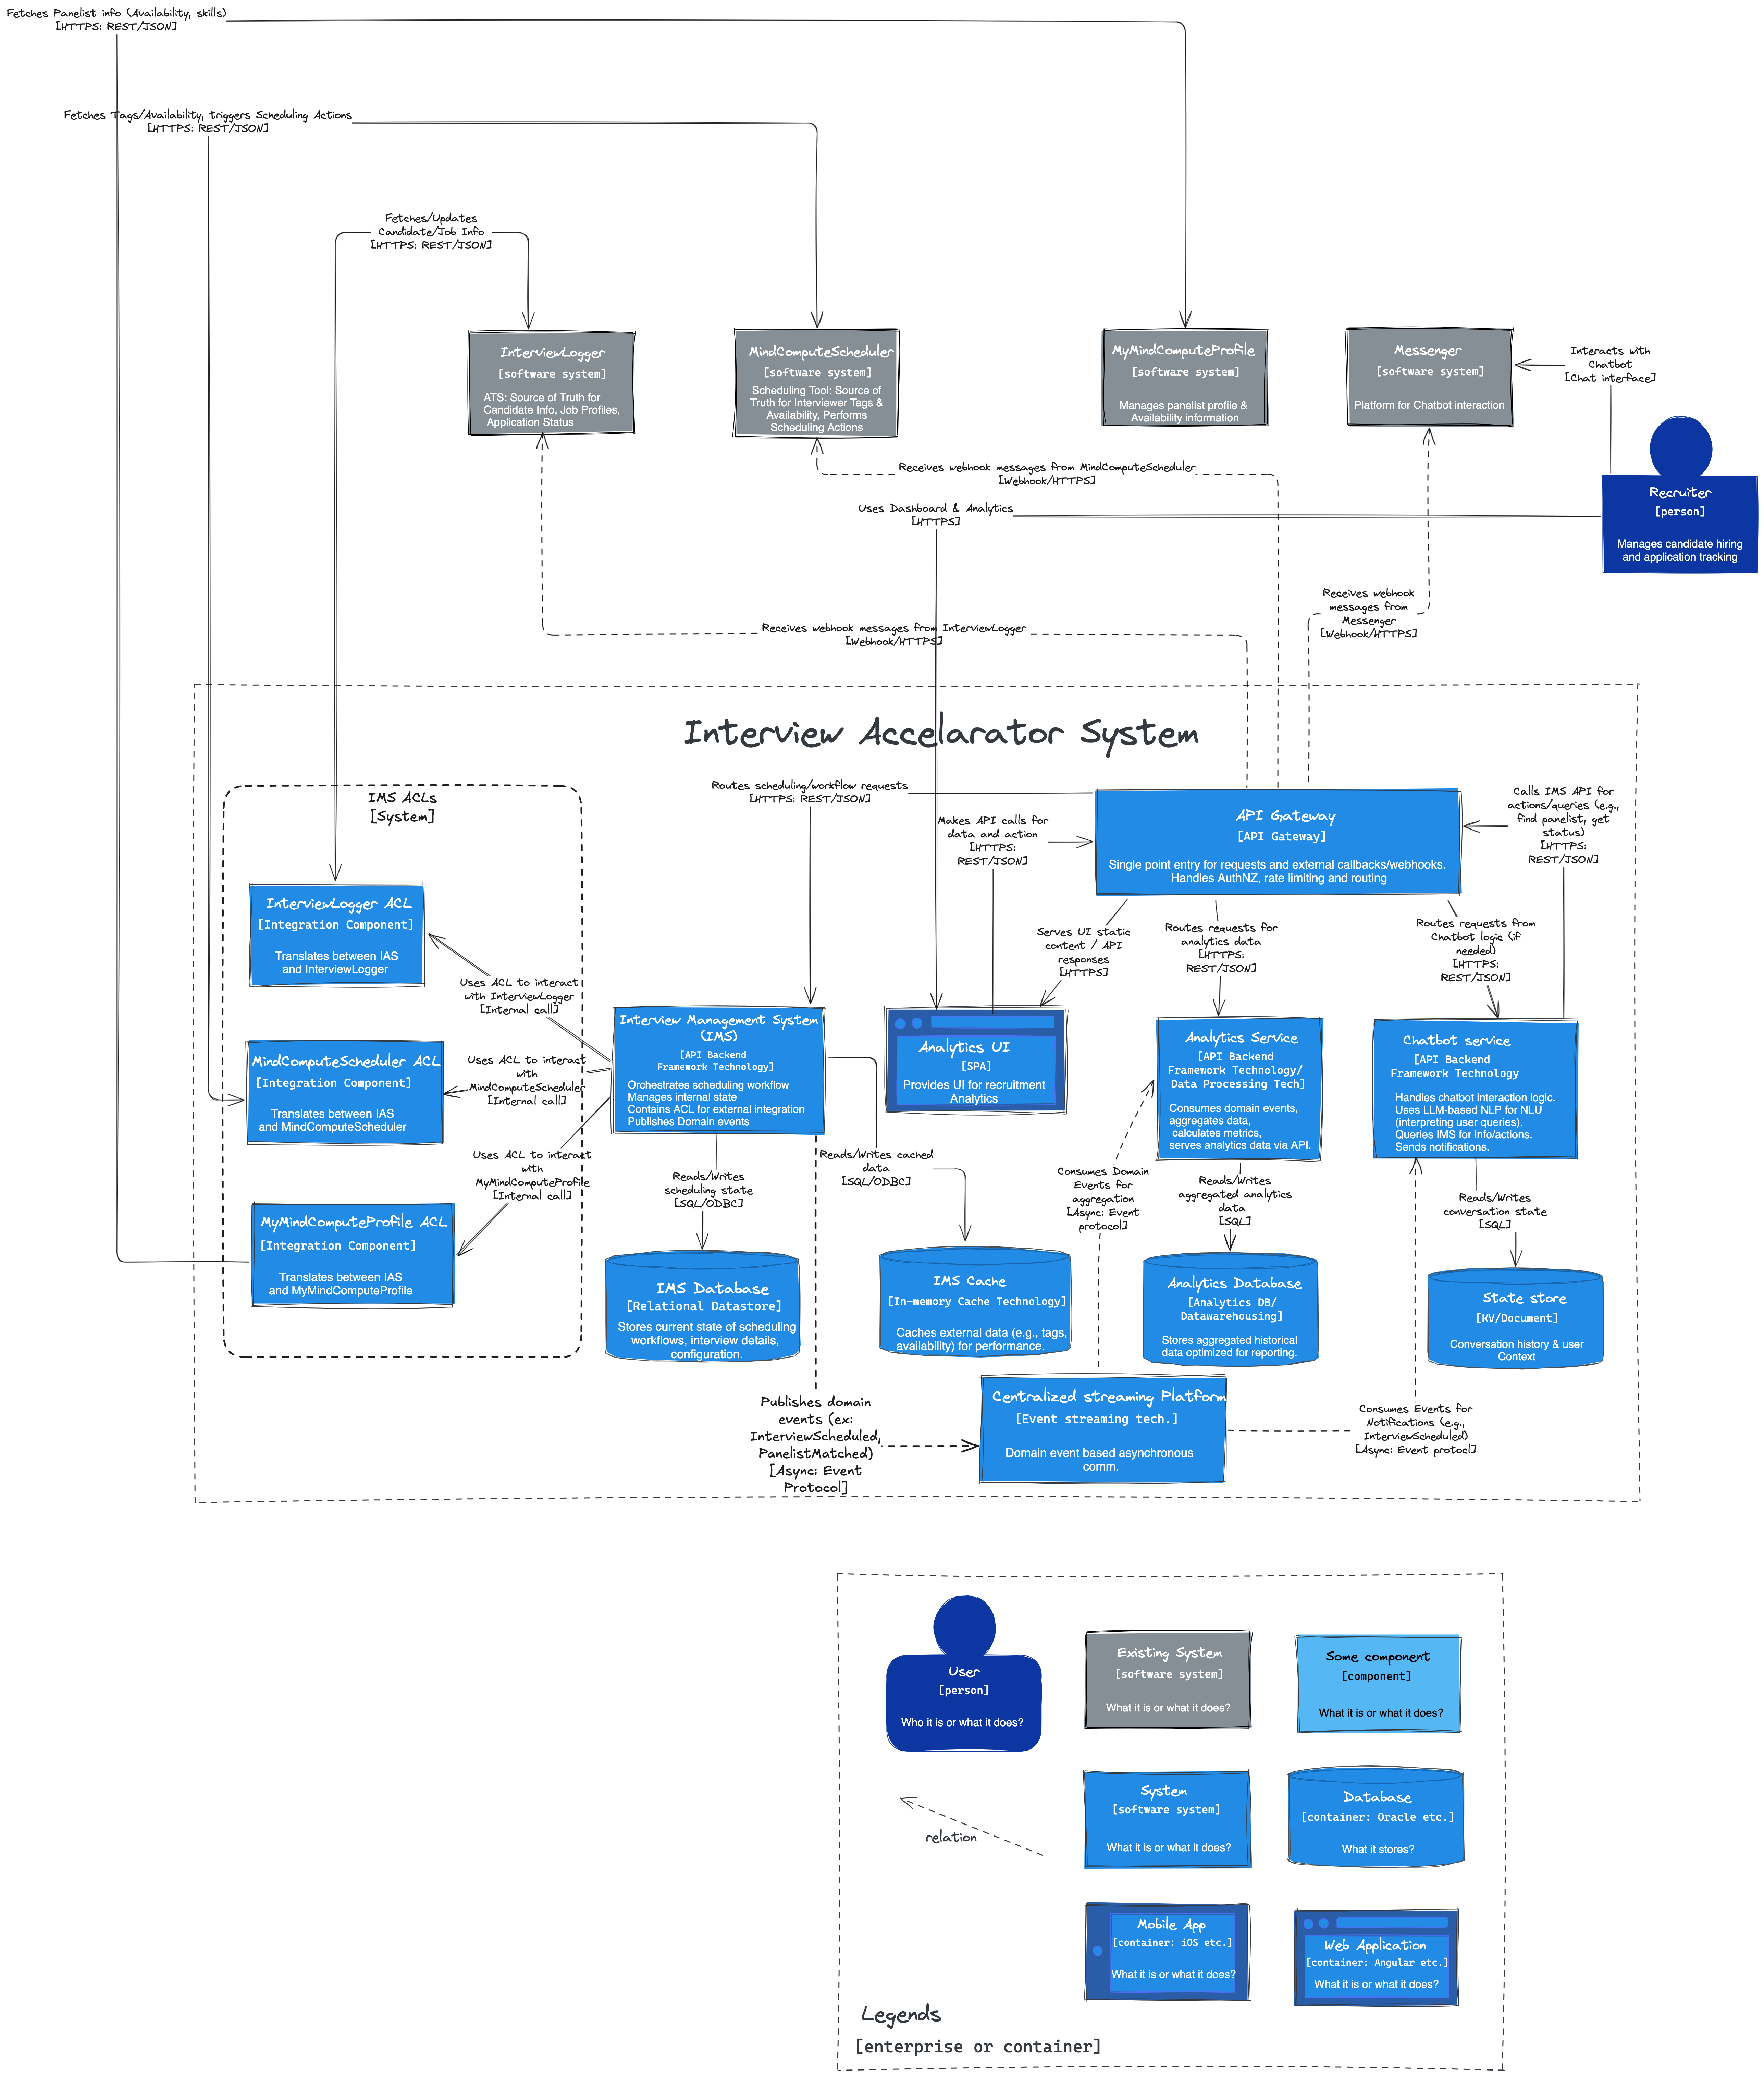 Fetches Panelist info (Availability, skills)
[HTTPS: REST/JSON]
Fetches Tags/Availability, triggers Scheduling Actions
[HTTPS: REST/JSON]
Fetches/Updates
Candidate/Job Info
[HTTPS: REST/JSON]
InterviewLogger
[software system]
ATS: Source of Truth for
Candidate Info, Job Profiles,
Application Status
MindComputeScheduler
[software system]
Scheduling Tool: Source of
Truth for Interviewer Tags &
Availability, Performs
Scheduling Actions
MyMindComputeProfile
[software system]
Manages panelist profile &
Availability information
Messenger
[software system]
Platform for Chatbot interaction
Interacts with
Chatbot
[Chat interface]
Recruiter
[person]
Manages candidate hiring
and application tracking
Receives webhook messages from MindComputeScheduler
[Webhook/HTTPS]
Uses Dashboard & Analytics
[HTTPS]
Receives webhook
messages from
Messenger
[Webhook/HTTPS]
Receives webhook messages from InterviewLogger
[Webhook/HTTPS]
Interview Accelarator System
IMS ACLs
[System]
Routes scheduling/workflow requests
[HTTPS: REST/JSON]
Makes API calls for
data and action
[HTTPS:
REST/JSON]
API Gateway
[API Gateway]
Single point entry for requests and external callbacks/webhooks.
Handles AuthNZ, rate limiting and routing
Calls IMS API for
actions/queries (e.g.,
find panelist, get
status)
[HTTPS:
REST/JSON]
InterviewLogger ACL
[Integration Component]
Translates between IAS
and InterviewLogger
Uses ACL to interact
with InterviewLogger
[Internal call]
Serves UI static
content / API
responses
[HTTPS]
Routes requests for
analytics data
[HTTPS:
REST/JSON]
Routes requests from
Chatbot logic (if
needed)
[HTTPS:
REST/JSON]
MindComputeScheduler ACL
[Integration Component]
Translates between IAS
and MindComputeScheduler
Uses ACL to interact
with
MindComputeScheduler
[Internal call]
Interview Management System
(IMS)
[API Backend
Framework Technology]
Orchestrates scheduling workflow
Manages internal state
Contains ACL for external integration
Publishes Domain events
Analytics UI
[SPA]
Provides UI for recruitment
Analytics
Analytics Service
[API Backend
Framework Technology/
Data Processing Tech]
Consumes domain events,
aggregates data,
calculates metrics,
serves analytics data via API.
Chatbot service
[API Backend
Framework Technology
Handles chatbot interaction logic.
Uses LLM-based NLP for NLU
(interpreting user queries).
Queries IMS for info/actions.
Sends notifications.
Uses ACL to interact
with
MyMindComputeProfile
[Internal call]
Reads/Writes
scheduling state
[SQL/ODBC]
Reads/Writes cached
data
[SQL/ODBC]
Consumes Domain
Events for
aggregation
[Async: Event
protocol]
Reads/Writes
aggregated analytics
data
[SQL]
Reads/Writes
conversation state
[SQL]
MyMindComputeProfile ACL
[Integration Component]
Translates between IAS
and MyMindComputeProfile
IMS Database
[Relational Datastore]
Stores current state of scheduling
workflows, interview details,
configuration.
IMS Cache
[In-memory Cache Technology]
Caches external data (e.g., tags,
availability) for performance.
Analytics Database
[Analytics DB/
Datawarehousing]
Stores aggregated historical
data optimized for reporting.
State store
[KV/Document]
Conversation history & user
Context
Publishes domain
events (ex:
InterviewScheduled,
PanelistMatched)
[Async: Event
Protocol]
Centralized streaming Platform
[Event streaming tech.]
Domain event based asynchronous
comm.
Consumes Events for
Notifications (e.g.,
InterviewScheduled)
[Async: Event protocl]
User
[person]
Who it is or what it does?
Existing System
[software system]
What it is or what it does?
Some component
[component]
What it is or what it does?
relation
System
[software system]
What it is or what it does?
Database
[container: Oracle etc.]
What it stores?
Mobile App
[container: iOS etc.]
What it is or what it does?
Web Application
[container: Angular etc.]
What it is or what it does?
Legends
[enterprise or container]